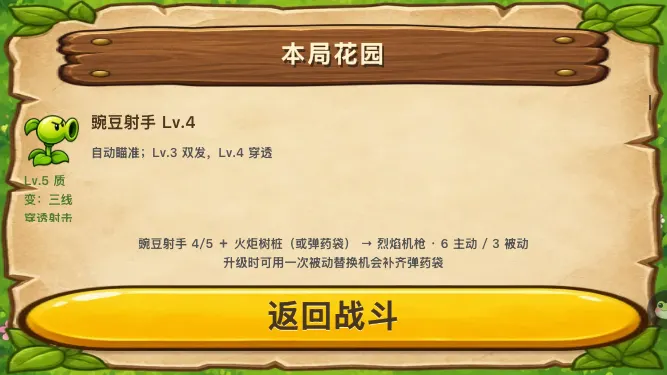 本局花园
豌豆射手 Lv.4
自动瞄准；Lv.3 双发，Lv.4 穿透
Lv.5 质
变：三线
穿透射击
豌豆射手 4/5 + 火炬树桩（或弹药袋） → 烈焰机枪 · 6 主动 / 3 被动
升级时可用一次被动替换机会补齐弹药袋
返回战斗